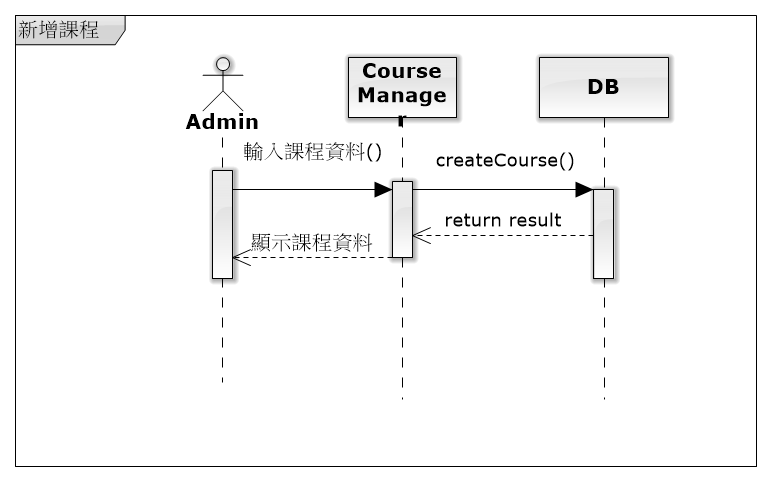 新增課程
Admin
Course
Manage
r
DB
輸入課程資料()
createCourse()
return result
顯示課程資料